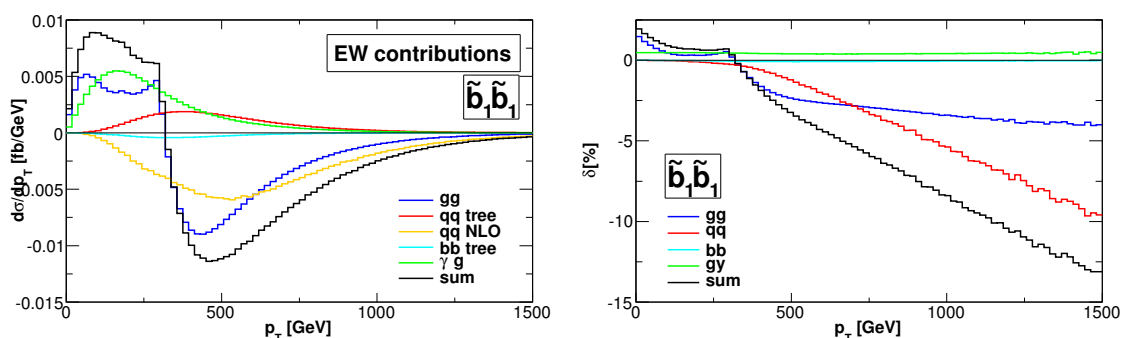 0.01
0.005
0
-0.005
-0.01
-0.015
dσ/dp_T [fb/GeV]
EW contributions
b̃₁b̃₁
gg
qq tree
qq NLO
bb tree
γ g
sum
0 500 1000 1500
p_T [GeV]
0
-5
-10
-15
δ[%]
b̃₁b̃₁
gg
qq
bb
gy
sum
0 500 1000 1500
p_T [GeV]